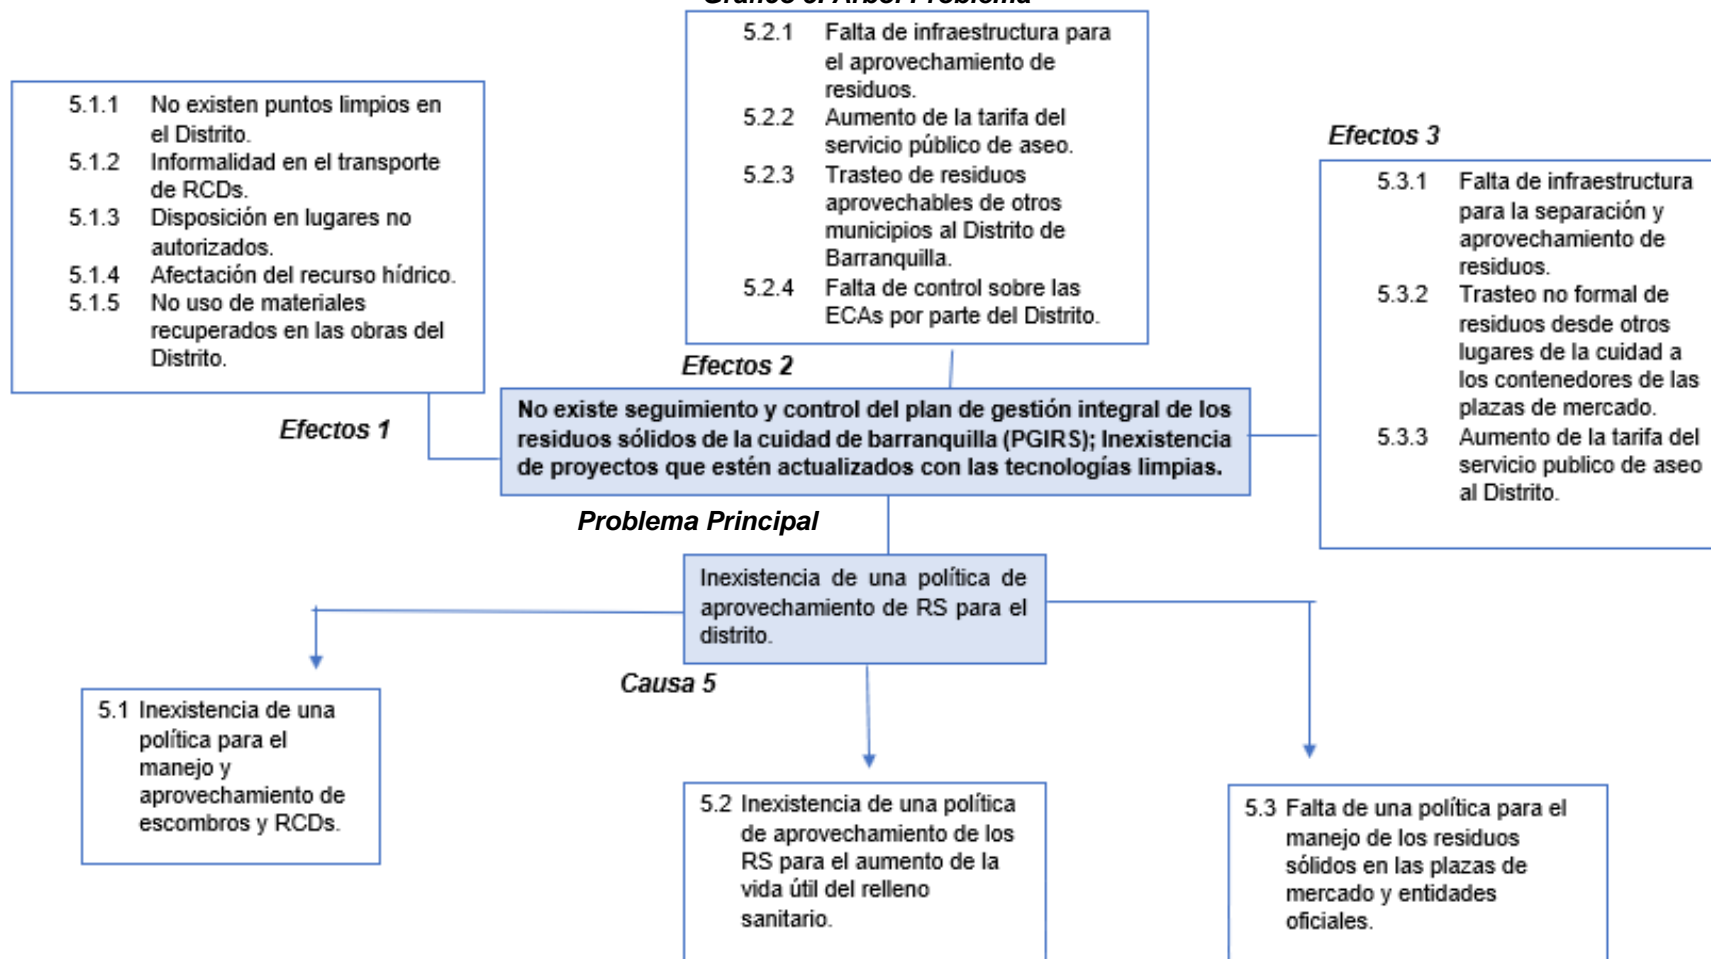 Gráfico 6. Árbol Problema
5.2.1 Falta de infraestructura para
el aprovechamiento de
residuos.
5.2.2 Aumento de la tarifa del
servicio público de aseo.
5.2.3 Trasteo de residuos
aprovechables de otros
municipios al Distrito de
Barranquilla.
5.2.4 Falta de control sobre las
ECAs por parte del Distrito.
5.1.1 No existen puntos limpios en
el Distrito.
5.1.2 Informalidad en el transporte
de RCDs.
5.1.3 Disposición en lugares no
autorizados.
5.1.4 Afectación del recurso hídrico.
5.1.5 No uso de materiales
recuperados en las obras del
Distrito.
Efectos 3
5.3.1 Falta de infraestructura
para la separación y
aprovechamiento de
residuos.
5.3.2 Trasteo no formal de
residuos desde otros
lugares de la cuidad a
los contenedores de las
plazas de mercado.
5.3.3 Aumento de la tarifa del
servicio publico de aseo
al Distrito.
Efectos 2
Efectos 1
No existe seguimiento y control del plan de gestión integral de los
residuos sólidos de la cuidad de barranquilla (PGIRS); Inexistencia
de proyectos que estén actualizados con las tecnologías limpias.
Problema Principal
Inexistencia de una política de
aprovechamiento de RS para el
distrito.
Causa 5
5.1 Inexistencia de una
política para el
manejo y
aprovechamiento de
escombros y RCDs.
5.2 Inexistencia de una política
de aprovechamiento de los
RS para el aumento de la
vida útil del relleno
sanitario.
5.3 Falta de una política para el
manejo de los residuos
sólidos en las plazas de
mercado y entidades
oficiales.